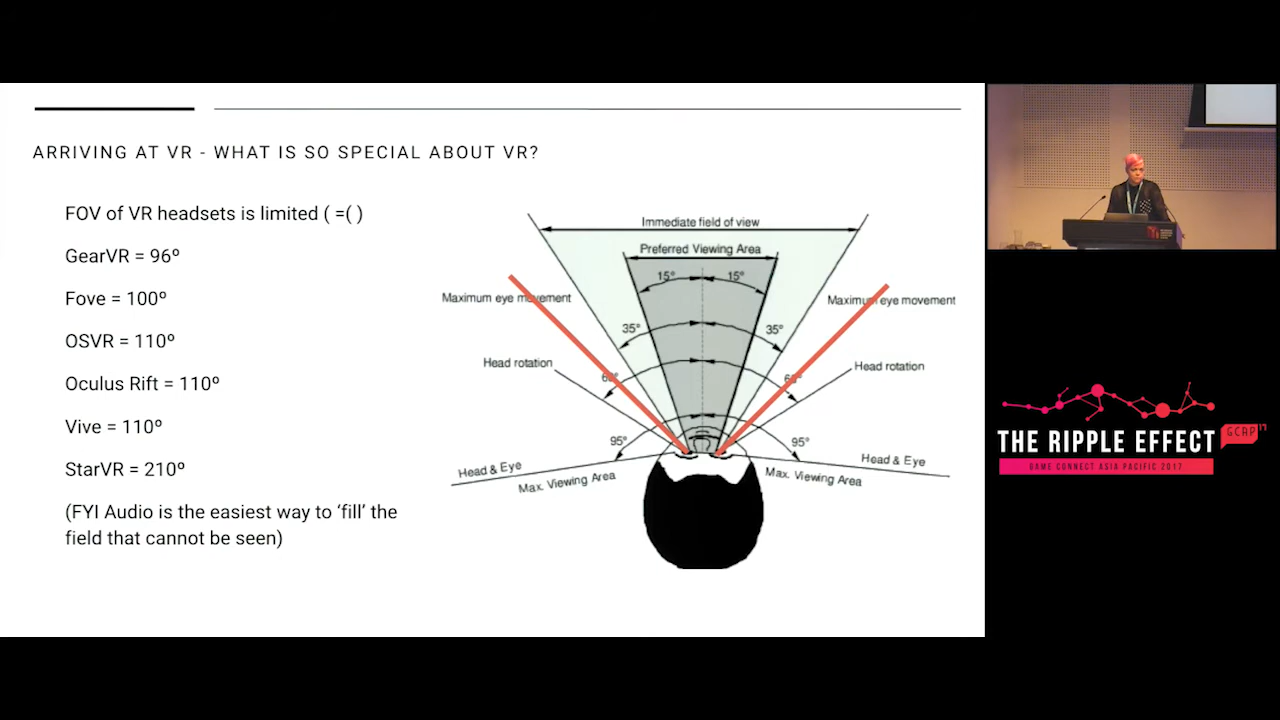 ARRIVING AT VR - WHAT IS SO SPECIAL ABOUT VR?
FOV of VR headsets is limited ( =( )
GearVR = 96º
Fove = 100º
OSVR = 110º
Oculus Rift = 110º
Vive = 110º
StarVR = 210º
(FYI Audio is the easiest way to ‘fill’ the
field that cannot be seen)
Immediate field of view
Preferred Viewing Area
15° 15°
Maximum eye movement Maximum eye movement
35° 35°
Head rotation Head rotation
95° 95°
Head & Eye Head & Eye
Max. Viewing Area Max. Viewing Area
THE RIPPLE EFFECT
GCAP 17
GAME CONNECT ASIA PACIFIC 2017